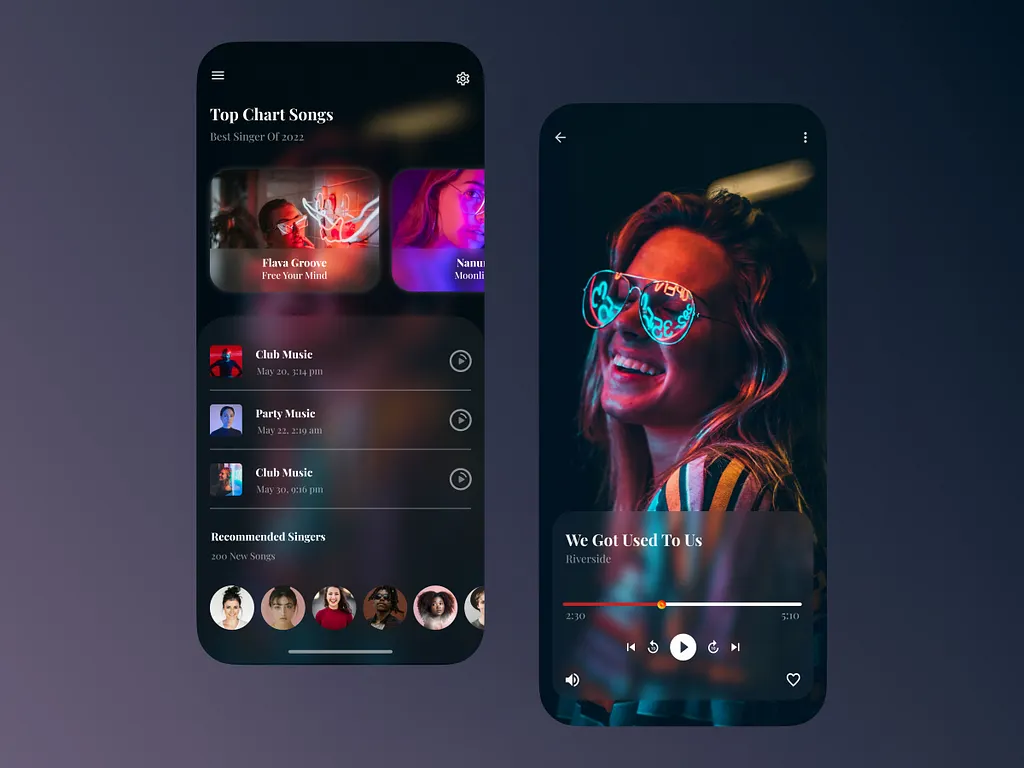 Top Chart Songs
Best Singer Of 2022
Flava Groove
Free Your Mind
Club Music
May 20, 3:14 pm
Party Music
May 22, 2:19 am
Club Music
May 30, 9:16 pm
Recommended Singers
200 New Songs
OPEN
We Got Used To Us
Riverside
2:30
5:10